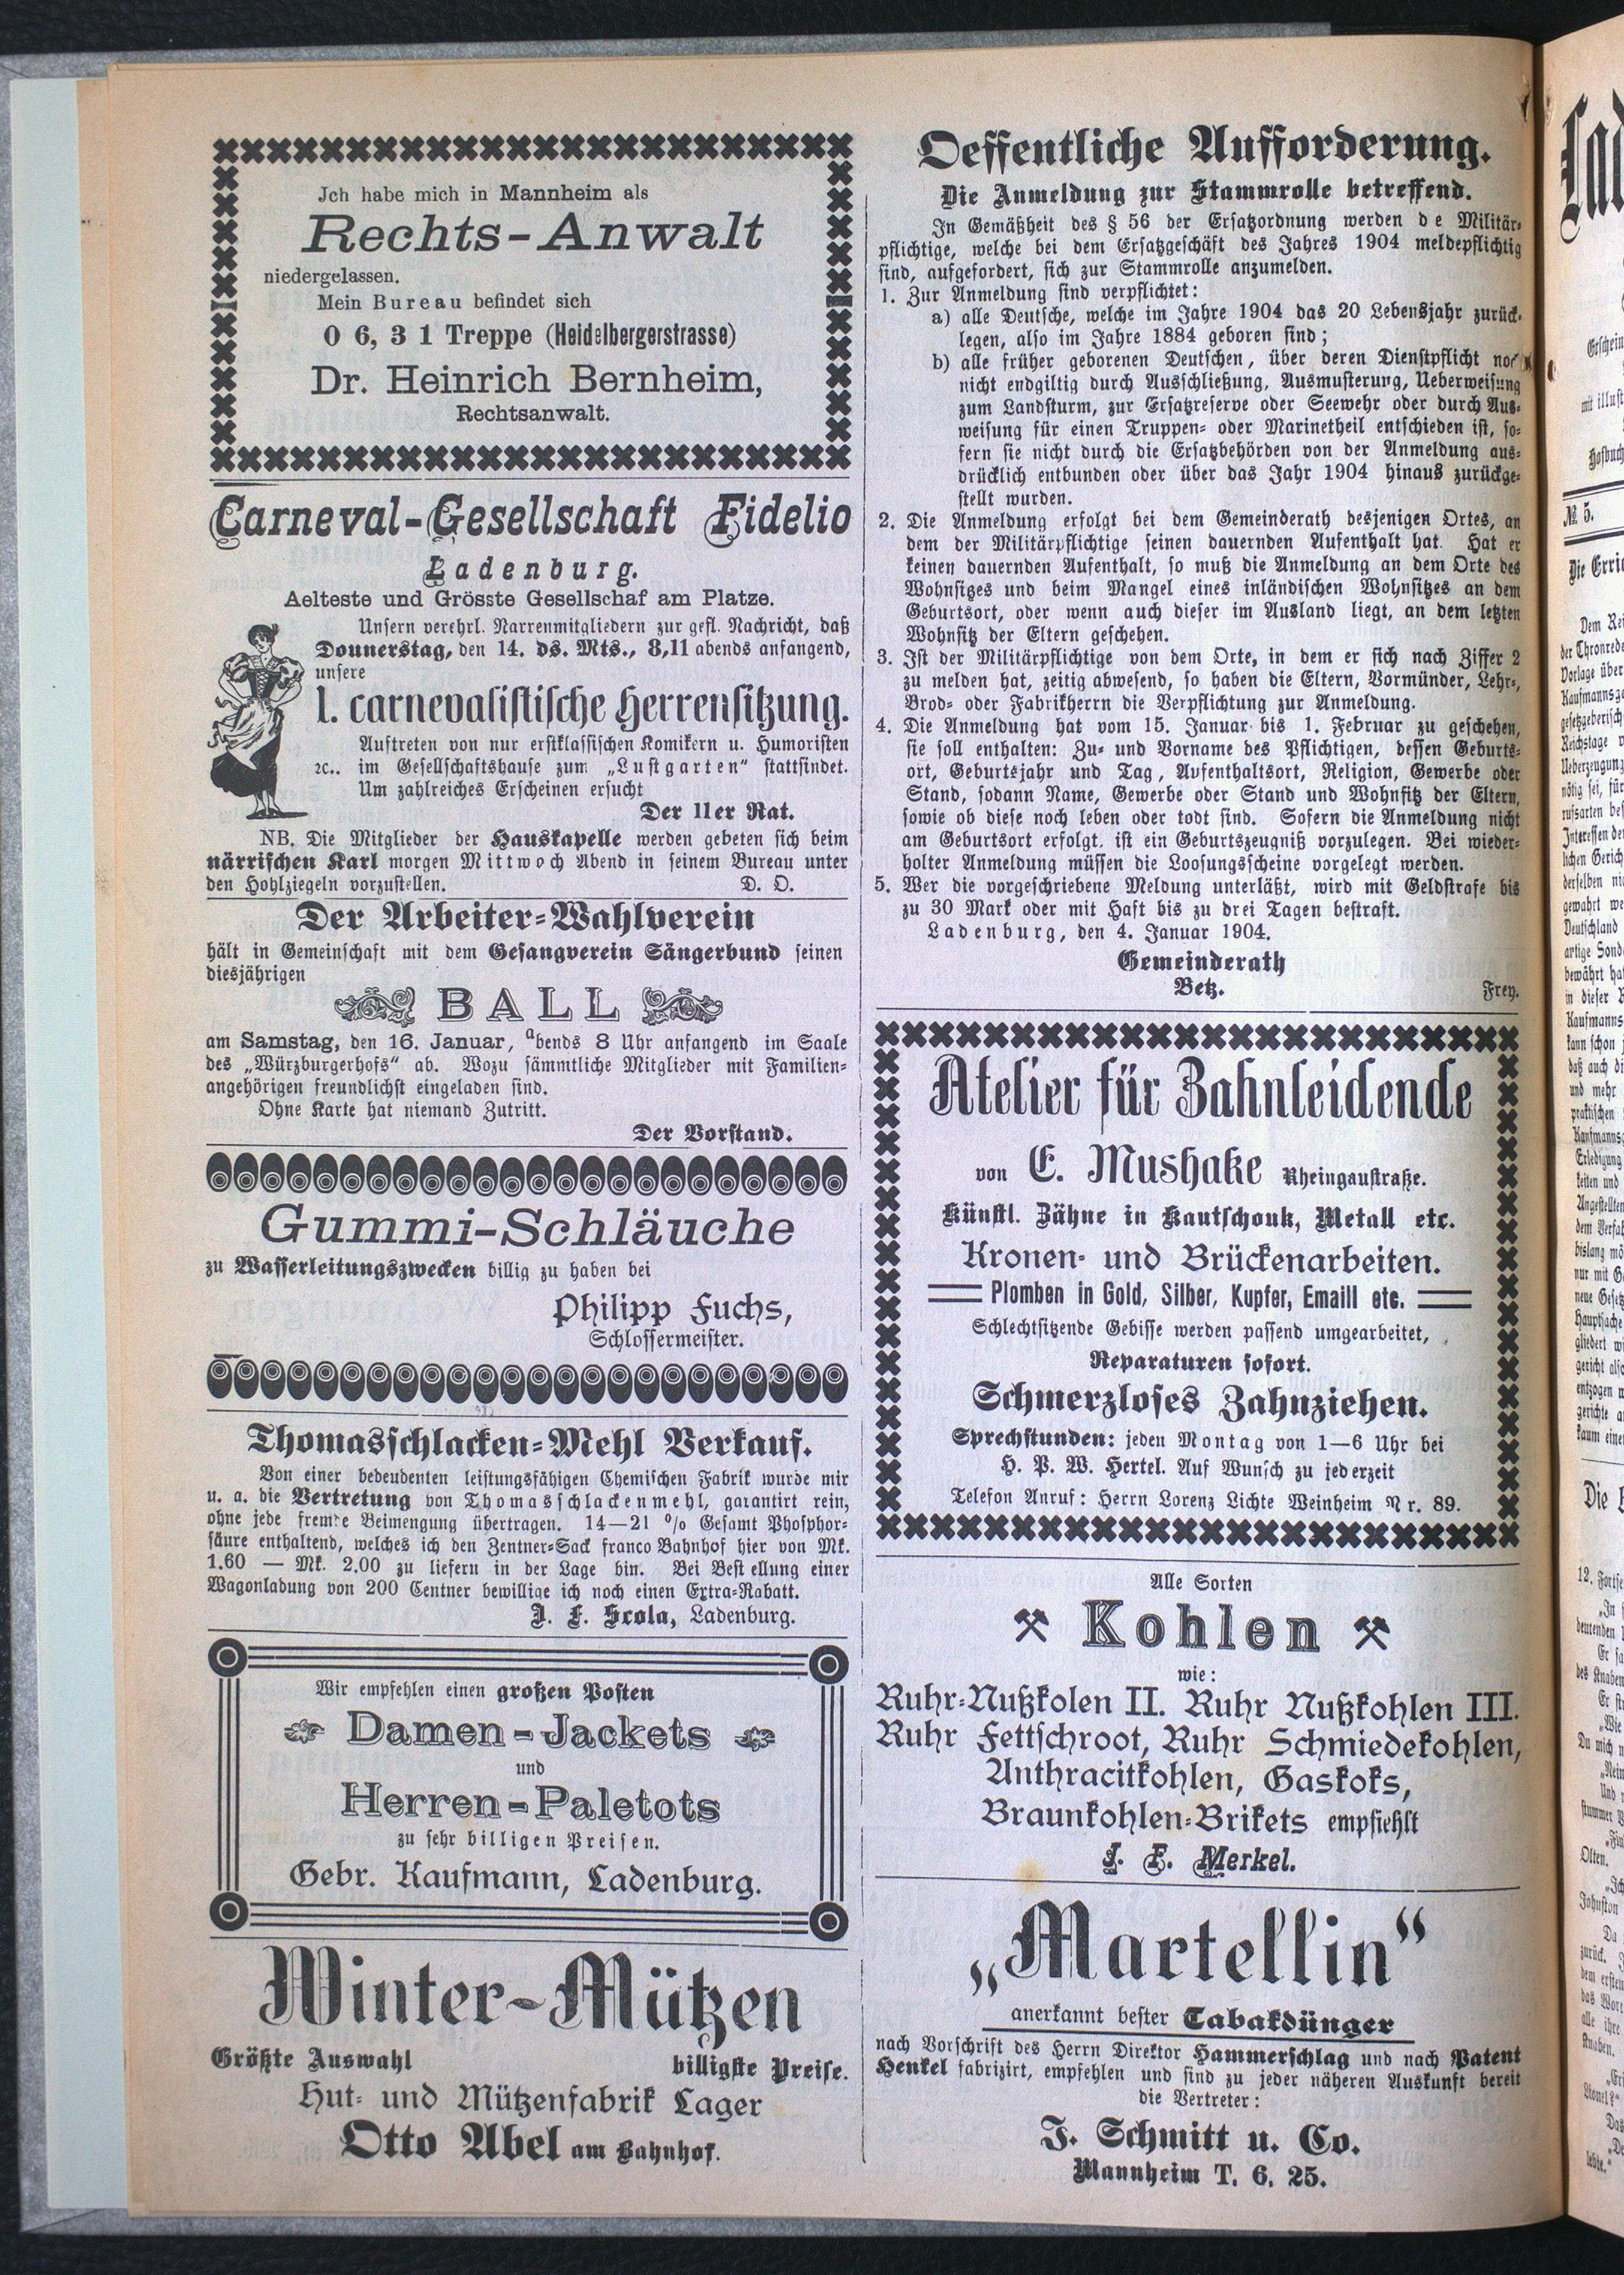 Ich habe mich in Mannheim als
Rechts-Anwalt
niedergelassen.
Mein Bureau befindet sich
O 6, 3 1 Treppe (Heidelbergerstrasse)
Dr. Heinrich Bernheim,
Rechtsanwalt.
Carneval-Gesellschaft Fidelio
Ladenburg.
Aelteste und Grösste Gesellschaf am Platze.
Unsern verehrl. Narrenmitgliedern zur gefl. Nachricht, daß
Donnerstag, den 14. ds. Mts., 8,11 abends anfangend,
unsere
1. carnevalistische Herrensitzung.
Auftreten von nur erstklassischen Komikern u. Humoristen
ꝛc.. im Gesellschaftshause zum „Lustgarten“ stattfindet.
Um zahlreiches Erscheinen ersucht
Der 11er Rat.
NB. Die Mitglieder der Hauskapelle werden gebeten sich beim
närrischen Karl morgen Mittwoch Abend in seinem Bureau unter
den Hohlziegeln vorzustellen. D. O.
Der Arbeiter-Wahlverein
hält in Gemeinschaft mit dem Gesangverein Sängerbund seinen
diesjährigen
BALL
am Samstag, den 16. Januar, abends 8 Uhr anfangend im Saale
des „Würzburgerhofs“ ab. Wozu sämmtliche Mitglieder mit Familien-
angehörigen freundlichst eingeladen sind.
Ohne Karte hat niemand Zutritt.
Der Vorstand.
Gummi-Schläuche
zu Wasserleitungszwecken billig zu haben bei
Philipp Fuchs,
Schlossermeister.
Thomasschlacken-Mehl Verkauf.
Von einer bedeudenten leistungsfähigen Chemischen Fabrik wurde mir
u. a. die Vertretung von Thomasschlackenmehl, garantirt rein,
ohne jede fremde Beimengung übertragen. 14—21 % Gesamt Phosphor-
säure enthaltend, welches ich den Zentner-Sack franco Bahnhof hier von Mk.
1.60 — Mk. 2.00 zu liefern in der Lage bin. Bei Bestellung einer
Wagonladung von 200 Centner bewillige ich noch einen Extra-Rabatt.
J. F. Scola, Ladenburg.
Wir empfehlen einen großen Posten
Damen-Jackets
und
Herren-Paletots
zu sehr billigen Preisen.
Gebr. Kaufmann, Ladenburg.
Winter-Mützen
Größte Auswahl billigste Preise.
Hut- und Mützenfabrik Lager
Otto Abel am Bahnhof.
Oeffentliche Aufforderung.
Die Anmeldung zur Stammrolle betreffend.
In Gemäßheit des § 56 der Ersatzordnung werden d e Militär-
pflichtige, welche bei dem Ersatzgeschäft des Jahres 1904 meldepflichtig
sind, aufgefordert, sich zur Stammrolle anzumelden.
1. Zur Anmeldung sind verpflichtet:
a) alle Deutsche, welche im Jahre 1904 das 20 Lebensjahr zurück-
legen, also im Jahre 1884 geboren sind;
b) alle früher geborenen Deutschen, über deren Dienstpflicht noch
nicht endgiltig durch Ausschließung, Ausmusterung, Ueberweisung
zum Landsturm, zur Ersatzreserve oder Seewehr oder durch Aus-
weisung für einen Truppen- oder Marinetheil entschieden ist, so-
fern sie nicht durch die Ersatzbehörden von der Anmeldung aus-
drücklich entbunden oder über das Jahr 1904 hinaus zurückge-
stellt wurden.
2. Die Anmeldung erfolgt bei dem Gemeinderath desjenigen Ortes, an
dem der Militärpflichtige seinen dauernden Aufenthalt hat. Hat er
keinen dauernden Aufenthalt, so muß die Anmeldung an dem Orte des
Wohnsitzes und beim Mangel eines inländischen Wohnsitzes an dem
Geburtsort, oder wenn auch dieser im Ausland liegt, an dem letzten
Wohnsitz der Eltern geschehen.
3. Ist der Militärpflichtige von dem Orte, in dem er sich nach Ziffer 2
zu melden hat, zeitig abwesend, so haben die Eltern, Vormünder, Lehr-,
Brod- oder Fabrikherrn die Verpflichtung zur Anmeldung.
4. Die Anmeldung hat vom 15. Januar bis 1. Februar zu geschehen,
sie soll enthalten: Zu- und Vorname des Pflichtigen, dessen Geburts-
ort, Geburtsjahr und Tag, Aufenthaltsort, Religion, Gewerbe oder
Stand, sodann Name, Gewerbe oder Stand und Wohnsitz der Eltern,
sowie ob diese noch leben oder todt sind. Sofern die Anmeldung nicht
am Geburtsort erfolgt, ist ein Geburtszeugniß vorzulegen. Bei wieder-
holter Anmeldung müssen die Loosungsscheine vorgelegt werden.
5. Wer die vorgeschriebene Meldung unterläßt, wird mit Geldstrafe bis
zu 30 Mark oder mit Haft bis zu drei Tagen bestraft.
Ladenburg, den 4. Januar 1904.
Gemeinderath
Betz. Frey.
Atelier für Zahnleidende
von E. Mushake Rheingaustraße.
Künstl. Zähne in Kautschouk, Metall etc.
Kronen- und Brückenarbeiten.
Plomben in Gold, Silber, Kupfer, Emaill etc.
Schlechtsitzende Gebisse werden passend umgearbeitet,
Reparaturen sofort.
Schmerzloses Zahnziehen.
Sprechstunden: jeden Montag von 1—6 Uhr bei
H. P. W. Hertel. Auf Wunsch zu jederzeit
Telefon Anruf: Herrn Lorenz Lichte Weinheim Nr. 89.
Alle Sorten
Kohlen
wie:
Ruhr-Nußkolen II. Ruhr Nußkohlen III.
Ruhr Fettschroot, Ruhr Schmiedekohlen,
Anthracitkohlen, Gaskoks,
Braunkohlen-Brikets empfiehlt
J. F. Merkel.
„Martellin“
anerkannt bester Tabakdünger
nach Vorschrift des Herrn Direktor Hammerschlag und nach Patent
Henkel fabrizirt, empfehlen und sind zu jeder näheren Auskunft bereit
die Vertreter:
J. Schmitt u. Co.
Mannheim T. 6, 25.
Lad
№ 5.